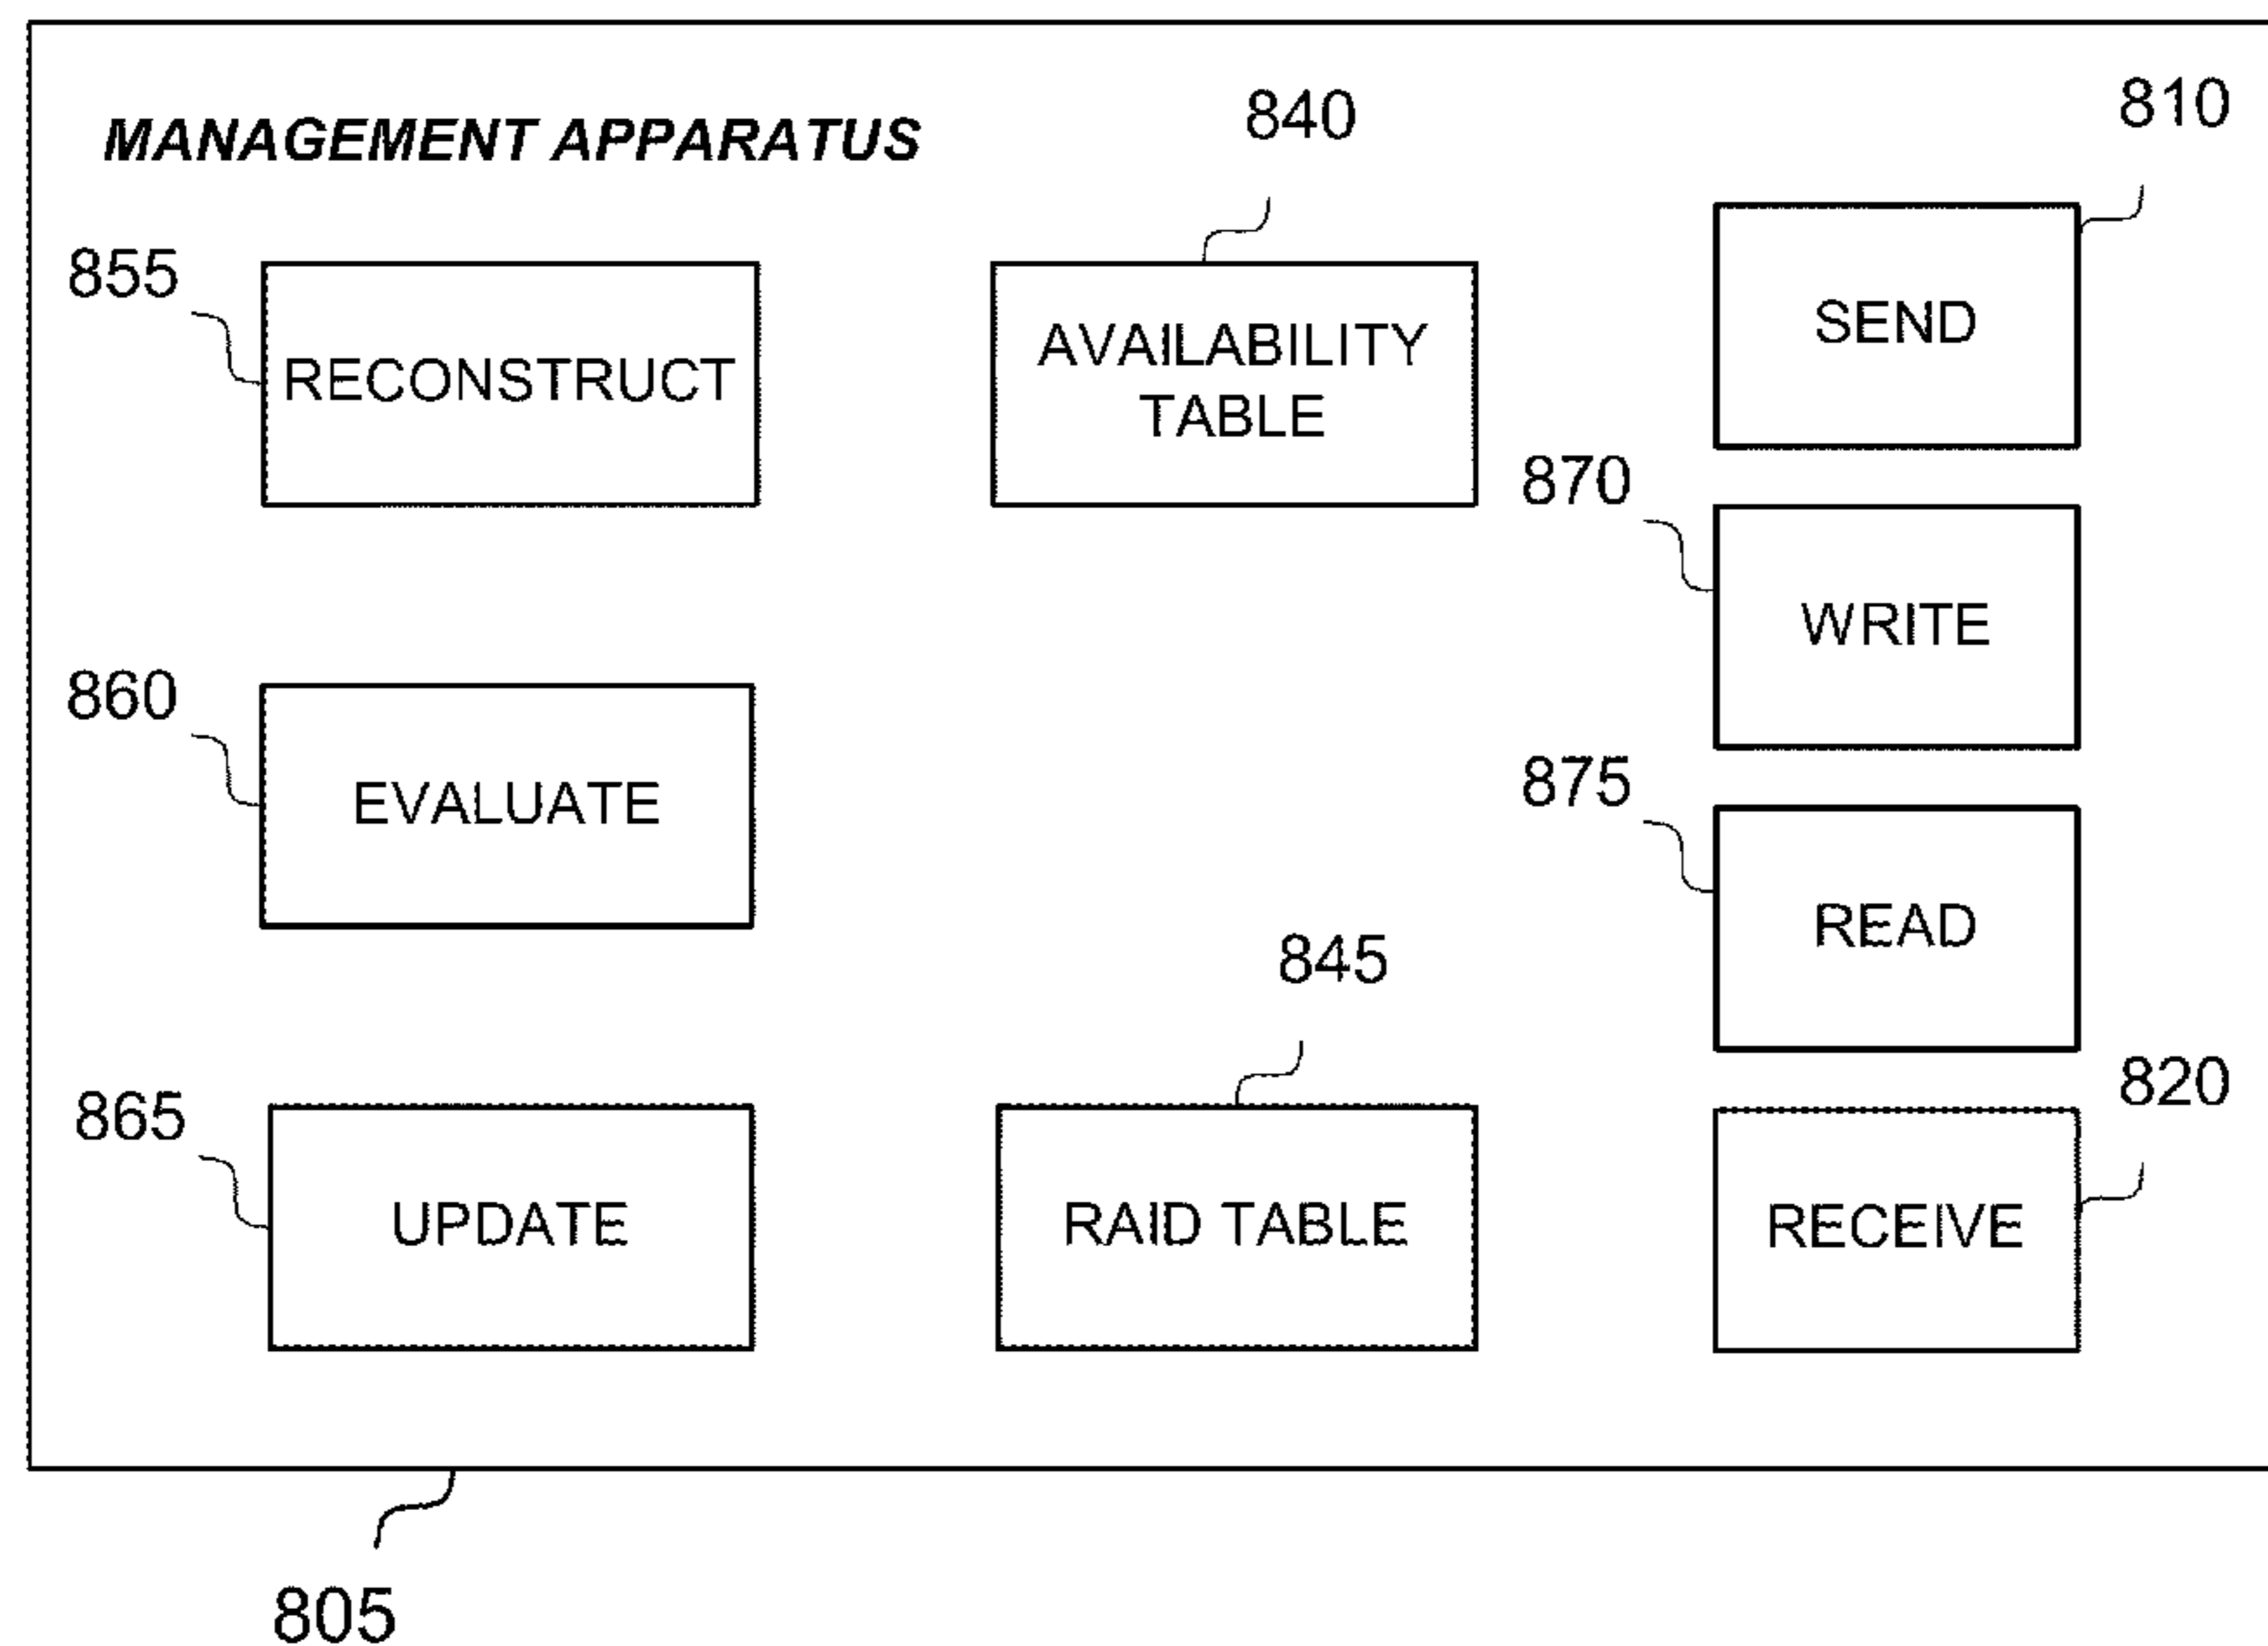 MANAGEMENT APPARATUS
840
810
855
RECONSTRUCT
AVAILABILITY
TABLE
SEND
870
WRITE
860
EVALUATE
875
READ
845
865
UPDATE
RAID TABLE
820
RECEIVE
805